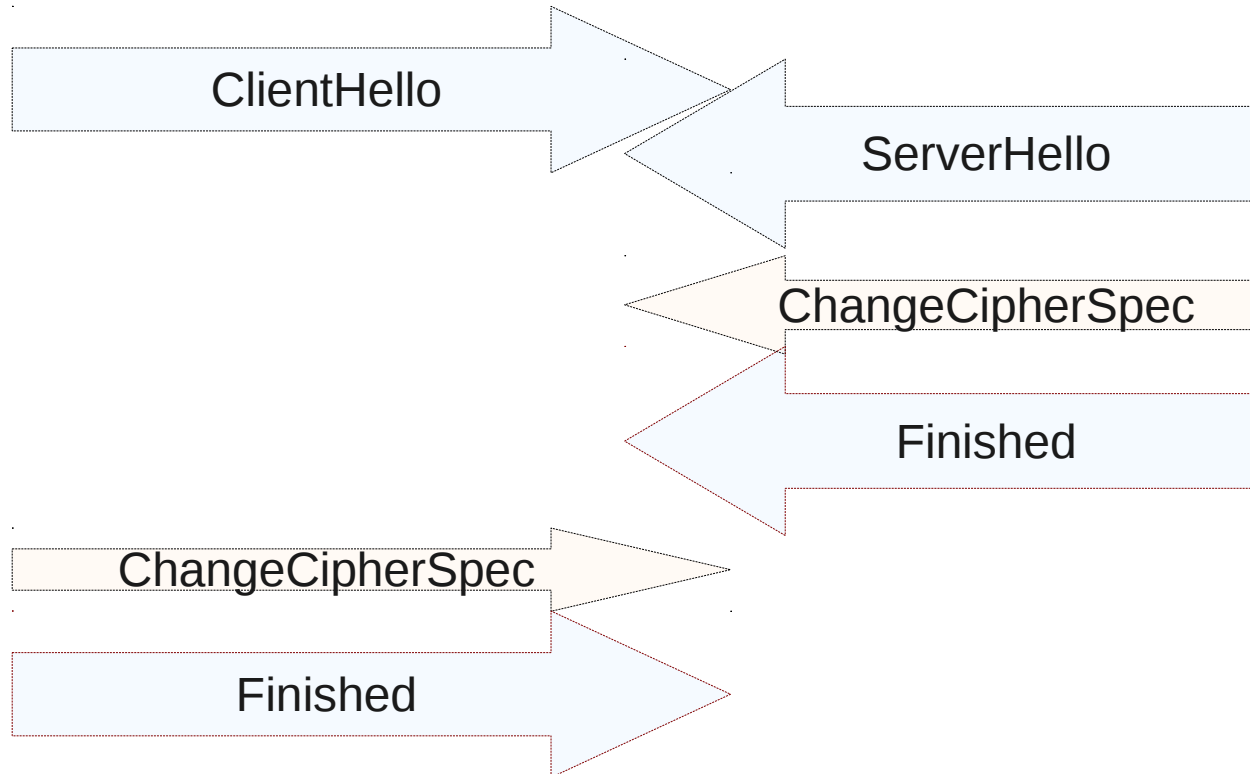 ClientHello
ServerHello
ChangeCipherSpec
Finished
ChangeCipherSpec
Finished